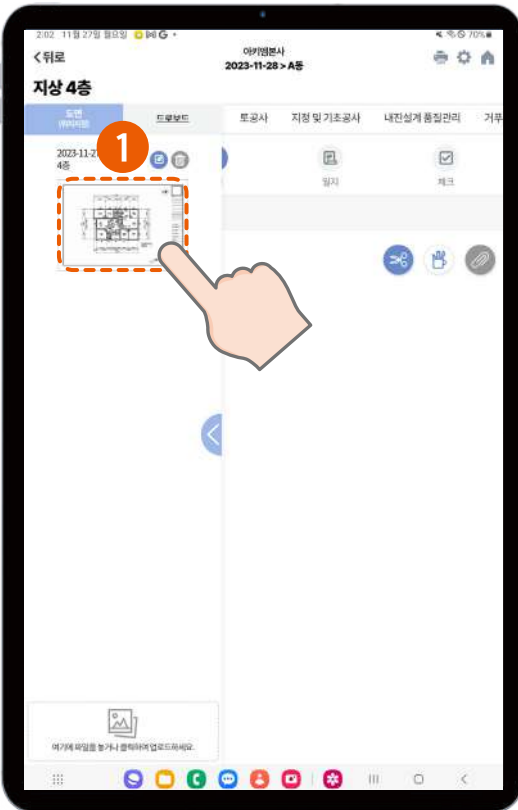 2:02 11월 27일 월요일
70%
<뒤로
아키엠본사
2023-11-28 > A동
지상 4층
도면
드로보드
토공사
지정 및 기초공사
내진설계 품질관리
거푸
2023-11-2
4층
1
일지
체크
여기에 파일을 놓거나 클릭하여 업로드하세요.